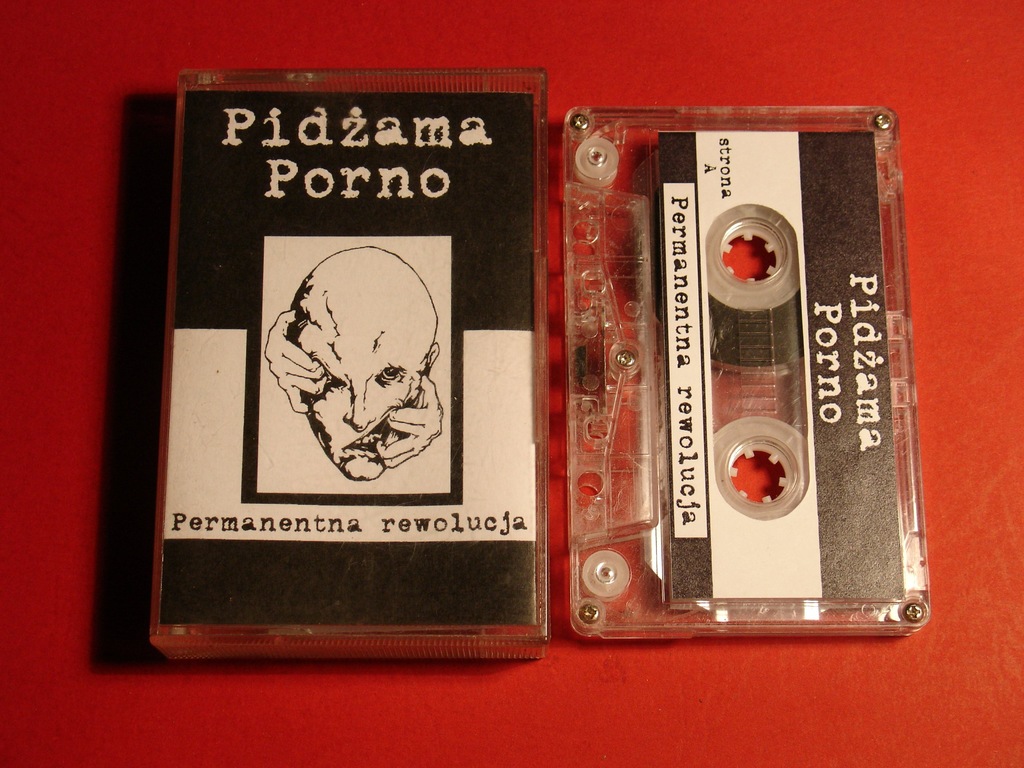 Pidżama
Porno
Permanentna rewolucja
strona
A
Permanentna rewolucja
Pidżama
Porno